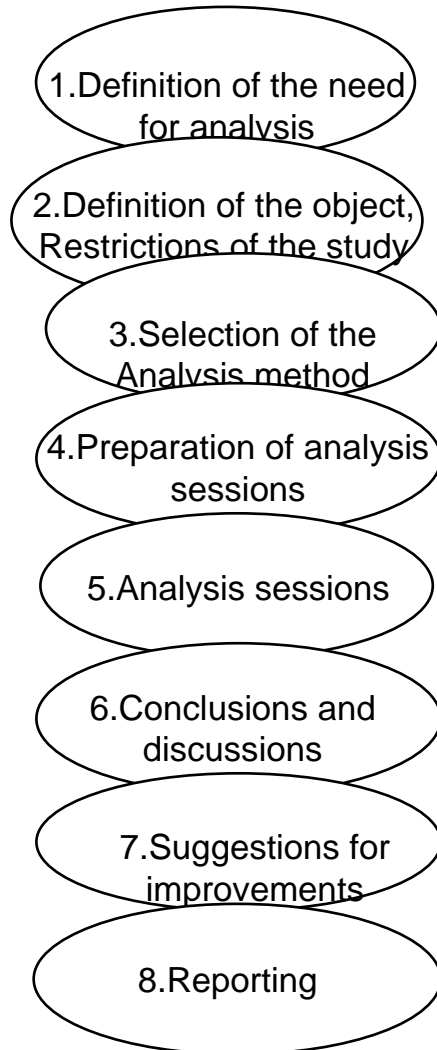 1.Definition of the need
for analysis
2.Definition of the object,
Restrictions of the study
3.Selection of the
Analysis method
4.Preparation of analysis
sessions
5.Analysis sessions
6.Conclusions and
discussions
7.Suggestions for
improvements
8.Reporting